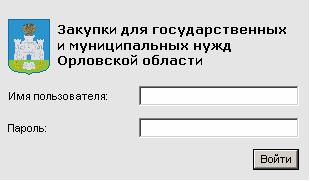 Закупки для государственных
и муниципальных нужд
Орловской области
Имя пользователя:
Пароль:
Войти